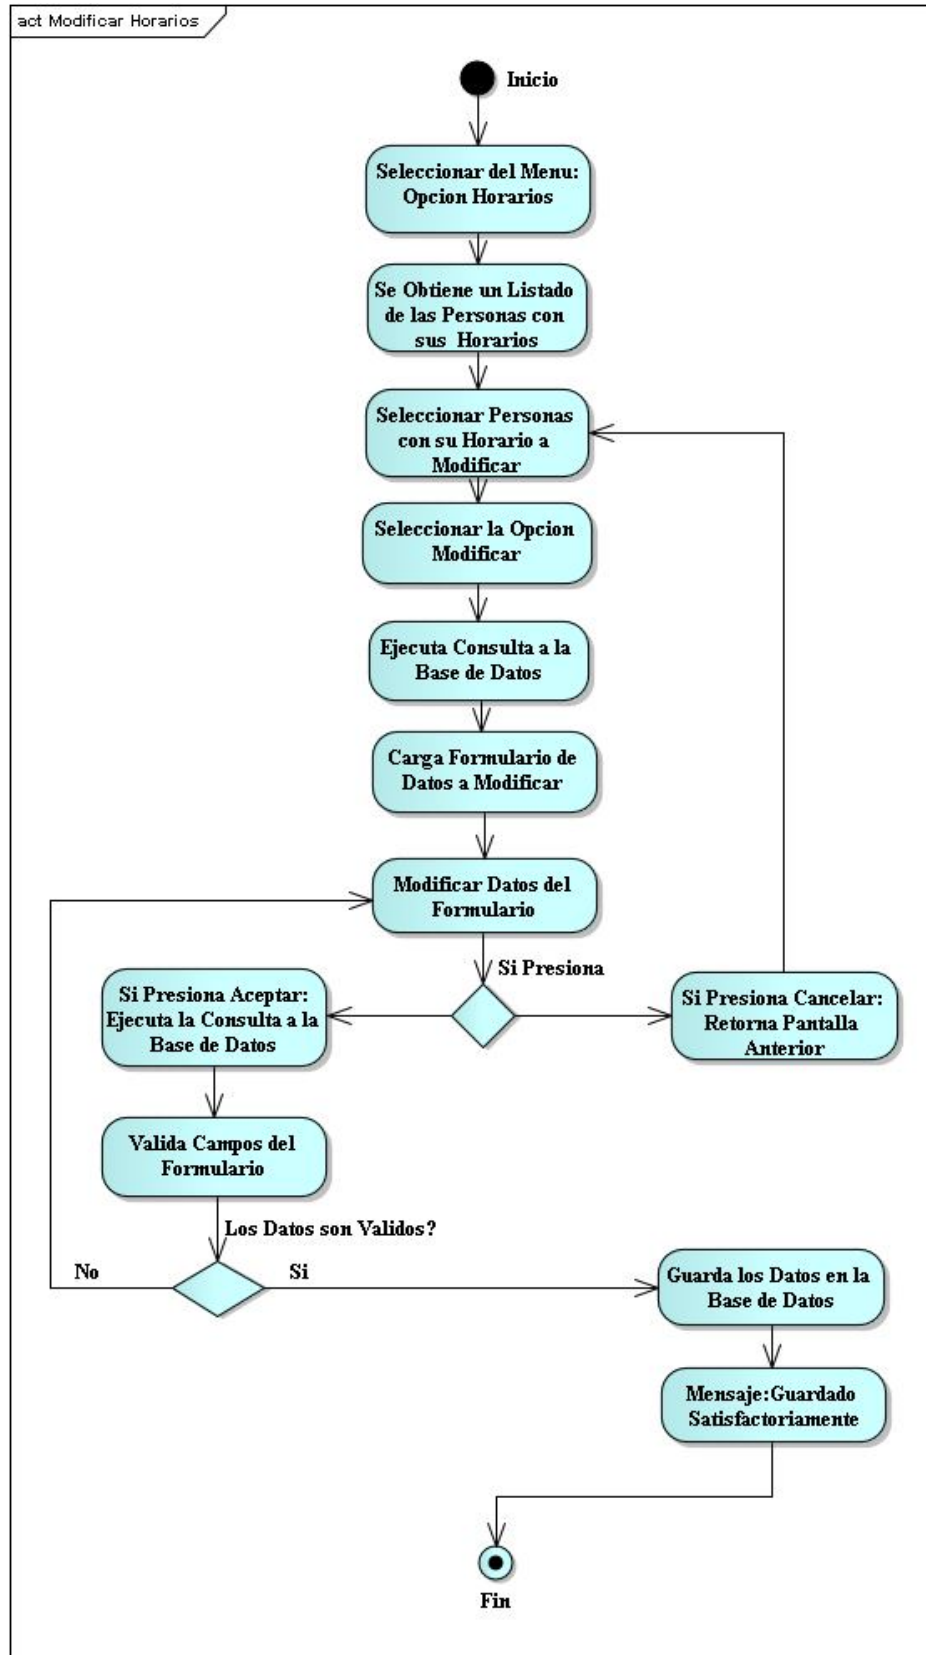 act Modificar Horarios
Inicio
Seleccionar del Menu:
Opcion Horarios
Se Obtiene un Listado
de las Personas con
sus Horarios
Seleccionar Personas
con su Horario a
Modificar
Seleccionar la Opcion
Modificar
Ejecuta Consulta a la
Base de Datos
Carga Formulario de
Datos a Modificar
Modificar Datos del
Formulario
Si Presiona
Si Presiona Aceptar:
Ejecuta la Consulta a la
Base de Datos
Si Presiona Cancelar:
Retorna Pantalla
Anterior
Valida Campos del
Formulario
Los Datos son Validos?
No
Si
Guarda los Datos en la
Base de Datos
Mensaje:Guardado
Satisfactoriamente
Fin